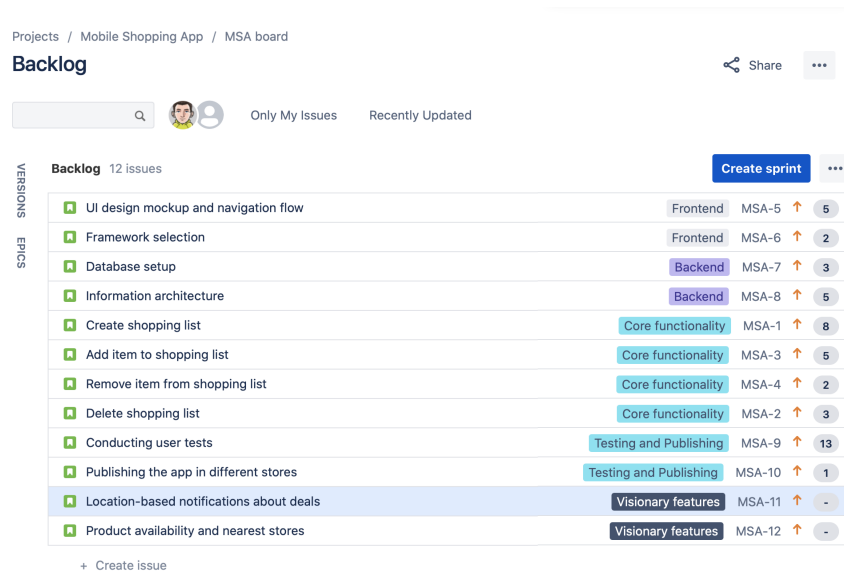 Projects / Mobile Shopping App / MSA board
Backlog
Share
Only My Issues Recently Updated
VERSIONS
EPICS
Backlog 12 issues Create sprint
UI design mockup and navigation flow Frontend MSA-5 5
Framework selection Frontend MSA-6 2
Database setup Backend MSA-7 3
Information architecture Backend MSA-8 5
Create shopping list Core functionality MSA-1 8
Add item to shopping list Core functionality MSA-3 5
Remove item from shopping list Core functionality MSA-4 2
Delete shopping list Core functionality MSA-2 3
Conducting user tests Testing and Publishing MSA-9 13
Publishing the app in different stores Testing and Publishing MSA-10 1
Location-based notifications about deals Visionary features MSA-11 -
Product availability and nearest stores Visionary features MSA-12 -
+ Create issue